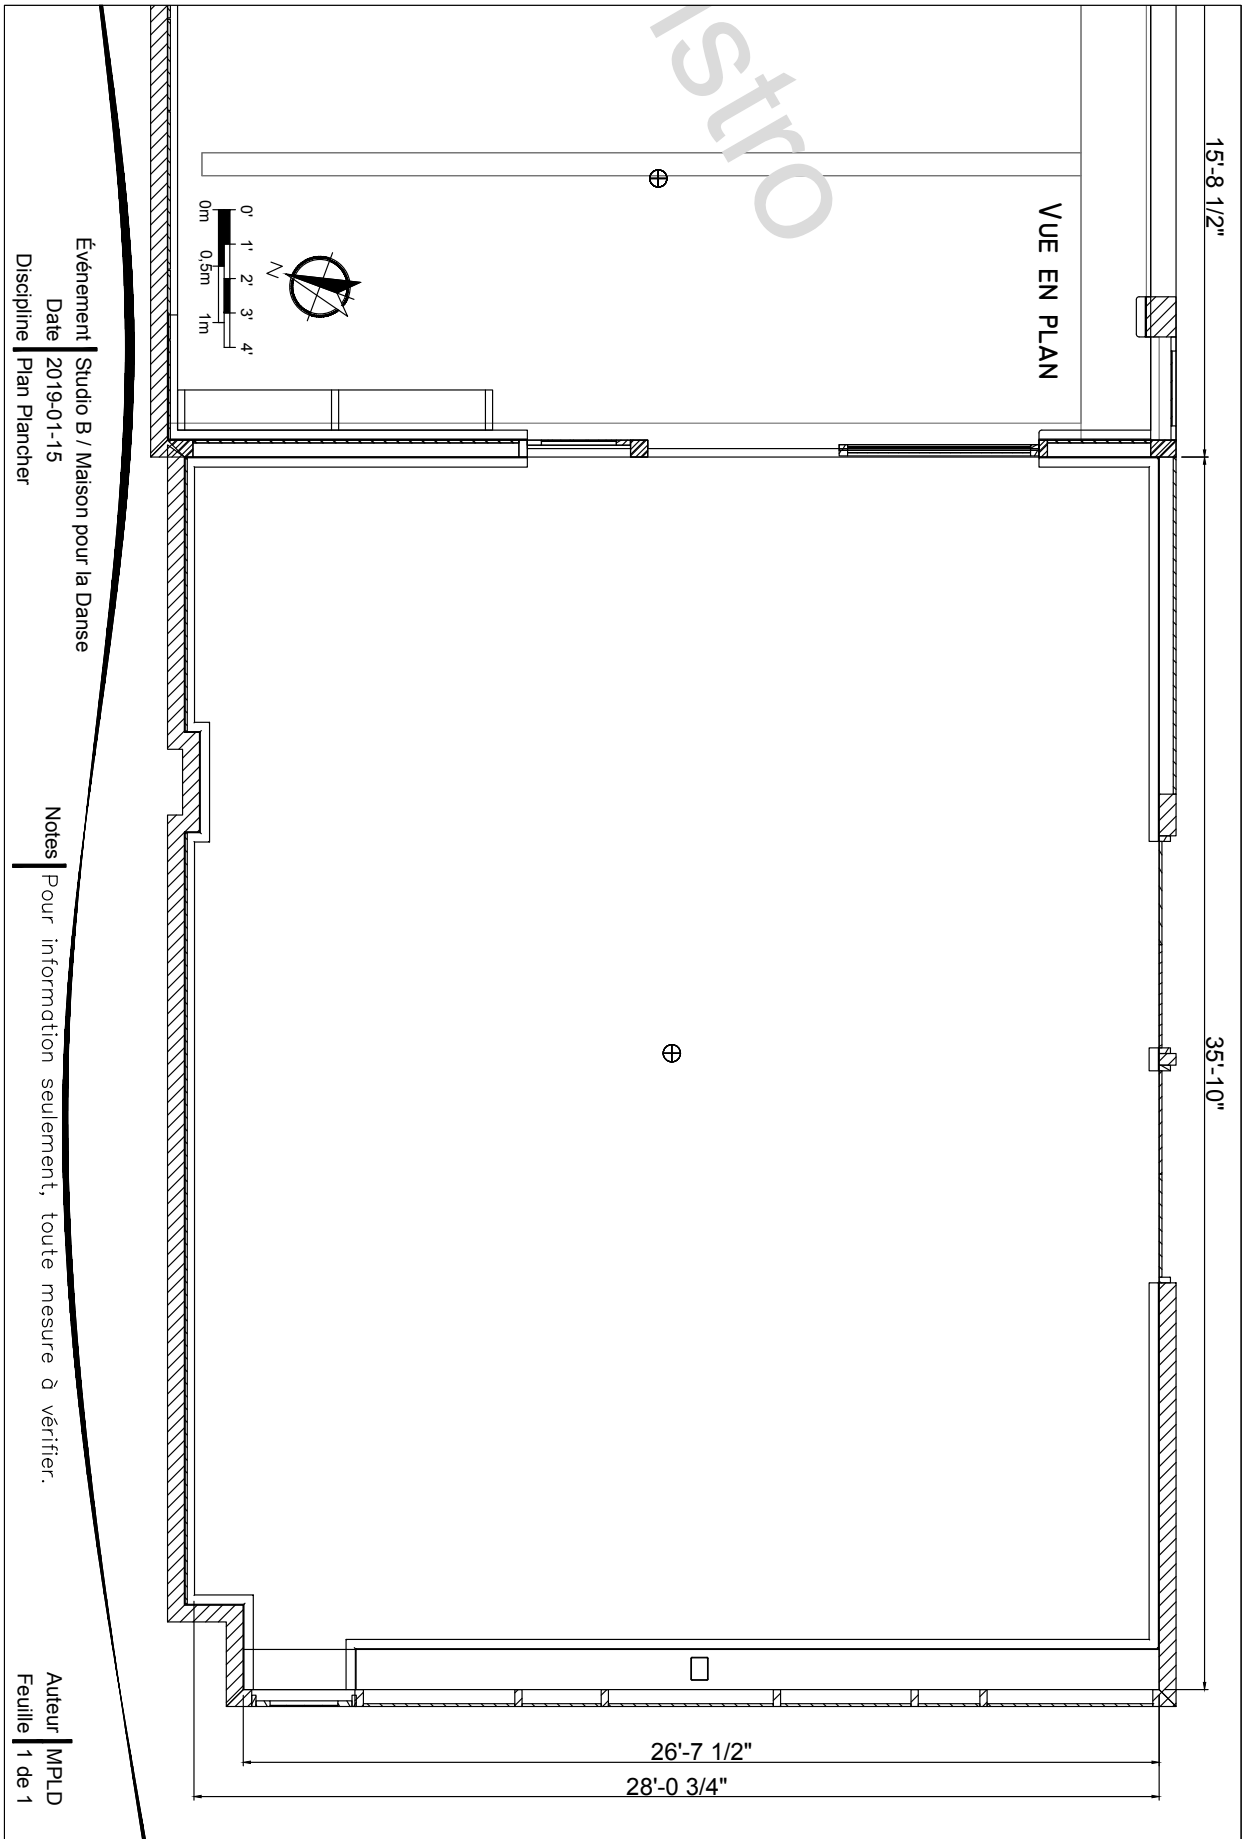 istro
15'-8 1/2"
VUE EN PLAN
0' 1' 2' 3' 4'
0m 0,5m 1m
N
35'-10"
26'-7 1/2"
28'-0 3/4"
Événement Studio B / Maison pour la Danse
Date 2019-01-15
Discipline Plan Plancher
Notes Pour information seulement, toute mesure à vérifier.
Auteur MPLD
Feuille 1 de 1